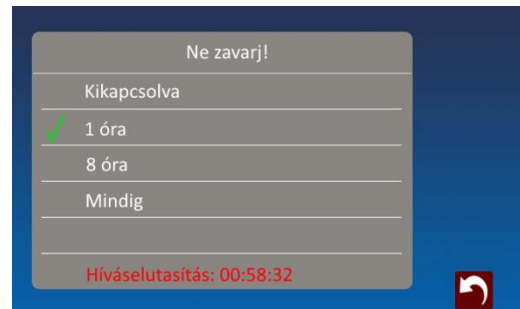 Ne zavarj!
Kikapcsolva
1 óra
8 óra
Mindig
Híváselutasítás: 00:58:32